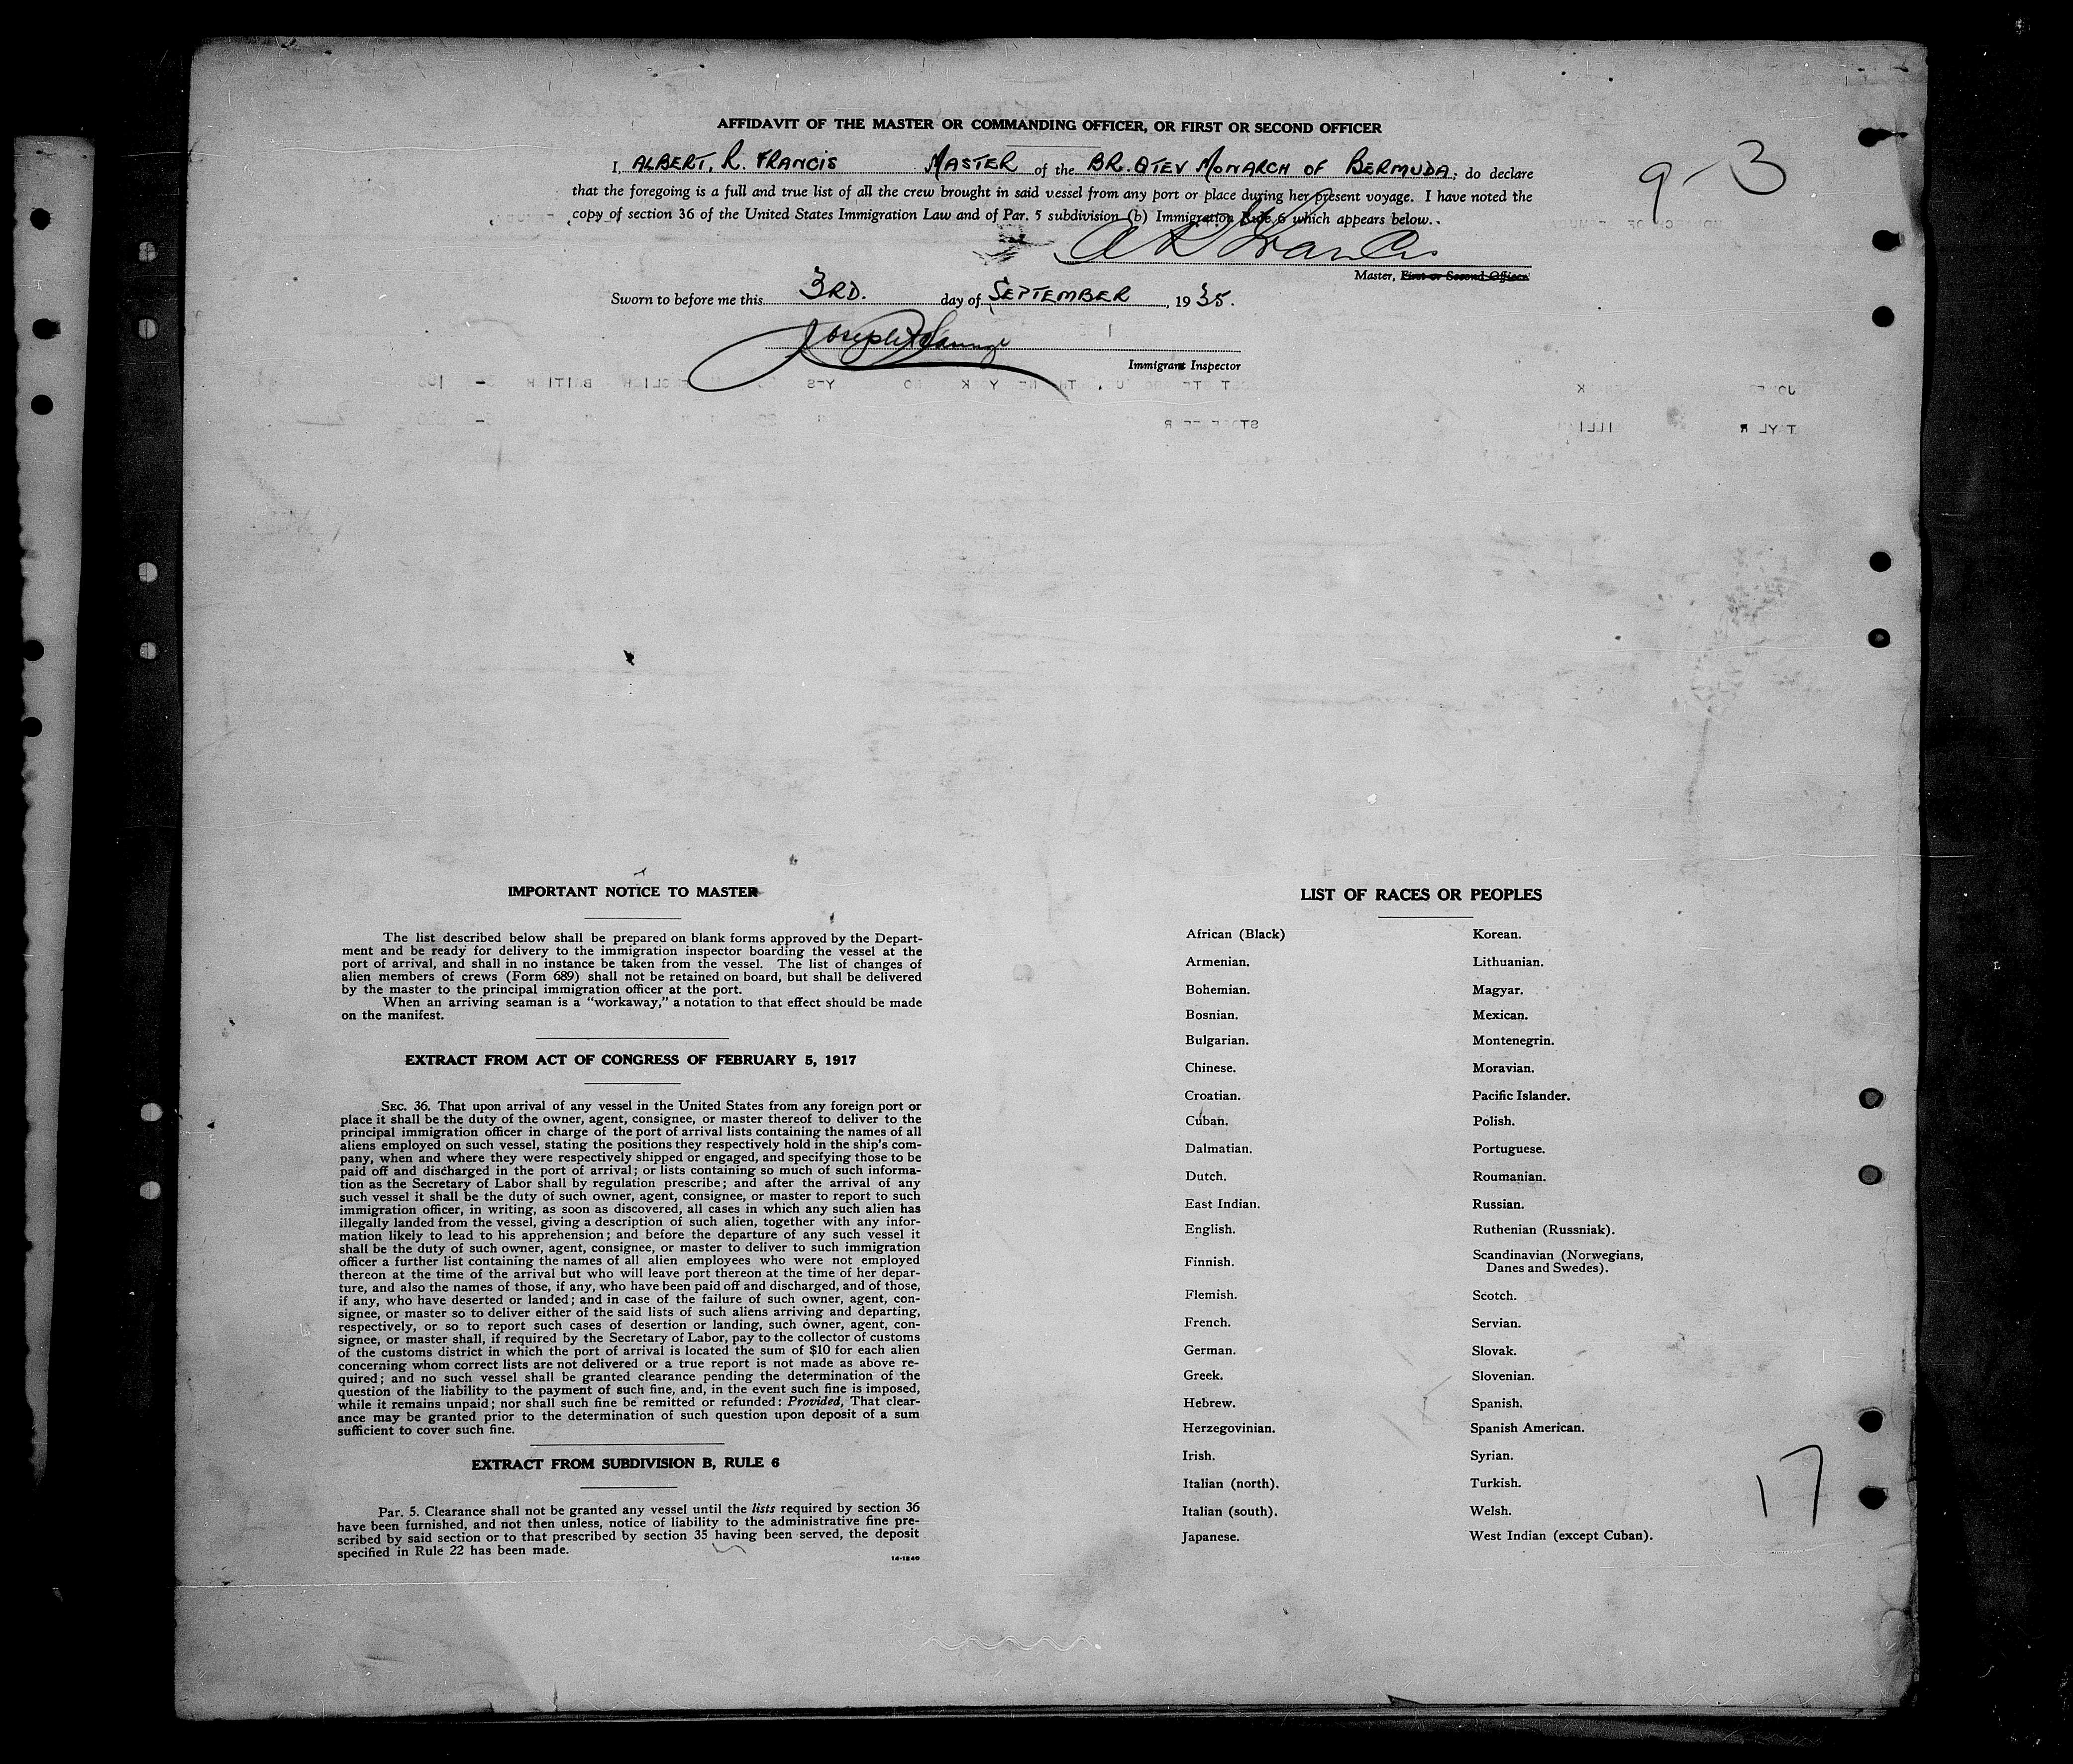 AFFIDAVIT OF THE MASTER OR COMMANDING OFFICER, OR FIRST OR SECOND OFFICER
9-3
I, ALBERT. R. FRANCIS MASTER of the BR. QTEV MONARCH OF BERMUDA, do declare
that the foregoing is a full and true list of all the crew brought in said vessel from any port or place during her present voyage. I have noted the
copy of section 36 of the United States Immigration Law and of Par. 5 subdivision (b) Immigration Rule 6 which appears below.
A R Francis
Master, First or Second Officer.
Sworn to before me this 3RD. day of SEPTEMBER, 1935.
Joseph
Immigrant Inspector
IMPORTANT NOTICE TO MASTER
The list described below shall be prepared on blank forms approved by the Depart-
ment and be ready for delivery to the immigration inspector boarding the vessel at the
port of arrival, and shall in no instance be taken from the vessel. The list of changes of
alien members of crews (Form 689) shall not be retained on board, but shall be delivered
by the master to the principal immigration officer at the port.
When an arriving seaman is a "workaway," a notation to that effect should be made
on the manifest.
EXTRACT FROM ACT OF CONGRESS OF FEBRUARY 5, 1917
SEC. 36. That upon arrival of any vessel in the United States from any foreign port or
place it shall be the duty of the owner, agent, consignee, or master thereof to deliver to the
principal immigration officer in charge of the port of arrival lists containing the names of all
aliens employed on such vessel, stating the positions they respectively hold in the ship's com-
pany, when and where they were respectively shipped or engaged, and specifying those to be
paid off and discharged in the port of arrival; or lists containing so much of such informa-
tion as the Secretary of Labor shall by regulation prescribe; and after the arrival of any
such vessel it shall be the duty of such owner, agent, consignee, or master to report to such
immigration officer, in writing, as soon as discovered, all cases in which any such alien has
illegally landed from the vessel, giving a description of such alien, together with any infor-
mation likely to lead to his apprehension; and before the departure of any such vessel it
shall be the duty of such owner, agent, consignee, or master to deliver to such immigration
officer a further list containing the names of all alien employees who were not employed
thereon at the time of the arrival but who will leave port thereon at the time of her depar-
ture, and also the names of those, if any, who have been paid off and discharged, and of those,
if any, who have deserted or landed; and in case of the failure of such owner, agent, con-
signee, or master so to deliver either of the said lists of such aliens arriving and departing,
respectively, or so to report such cases of desertion or landing, such owner, agent, con-
signee, or master shall, if required by the Secretary of Labor, pay to the collector of customs
of the customs district in which the port of arrival is located the sum of $10 for each alien
concerning whom correct lists are not delivered or a true report is not made as above re-
quired; and no such vessel shall be granted clearance pending the determination of the
question of the liability to the payment of such fine, and, in the event such fine is imposed,
while it remains unpaid; nor shall such fine be remitted or refunded: Provided, That clear-
ance may be granted prior to the determination of such question upon deposit of a sum
sufficient to cover such fine.
EXTRACT FROM SUBDIVISION B, RULE 6
Par. 5. Clearance shall not be granted any vessel until the lists required by section 36
have been furnished, and not then unless, notice of liability to the administrative fine pre-
scribed by said section or to that prescribed by section 35 having been served, the deposit
specified in Rule 22 has been made.
14-1240
LIST OF RACES OR PEOPLES
African (Black)
Armenian.
Bohemian.
Bosnian.
Bulgarian.
Chinese.
Croatian.
Cuban.
Dalmatian.
Dutch.
East Indian.
English.
Finnish.
Flemish.
French.
German.
Greek.
Hebrew.
Herzegovinian.
Irish.
Italian (north).
Italian (south).
Japanese.
Korean.
Lithuanian.
Magyar.
Mexican.
Montenegrin.
Moravian.
Pacific Islander.
Polish.
Portuguese.
Roumanian.
Russian.
Ruthenian (Russniak).
Scandinavian (Norwegians,
Danes and Swedes).
Scotch.
Servian.
Slovak.
Slovenian.
Spanish.
Spanish American.
Syrian.
Turkish.
Welsh.
West Indian (except Cuban).
17